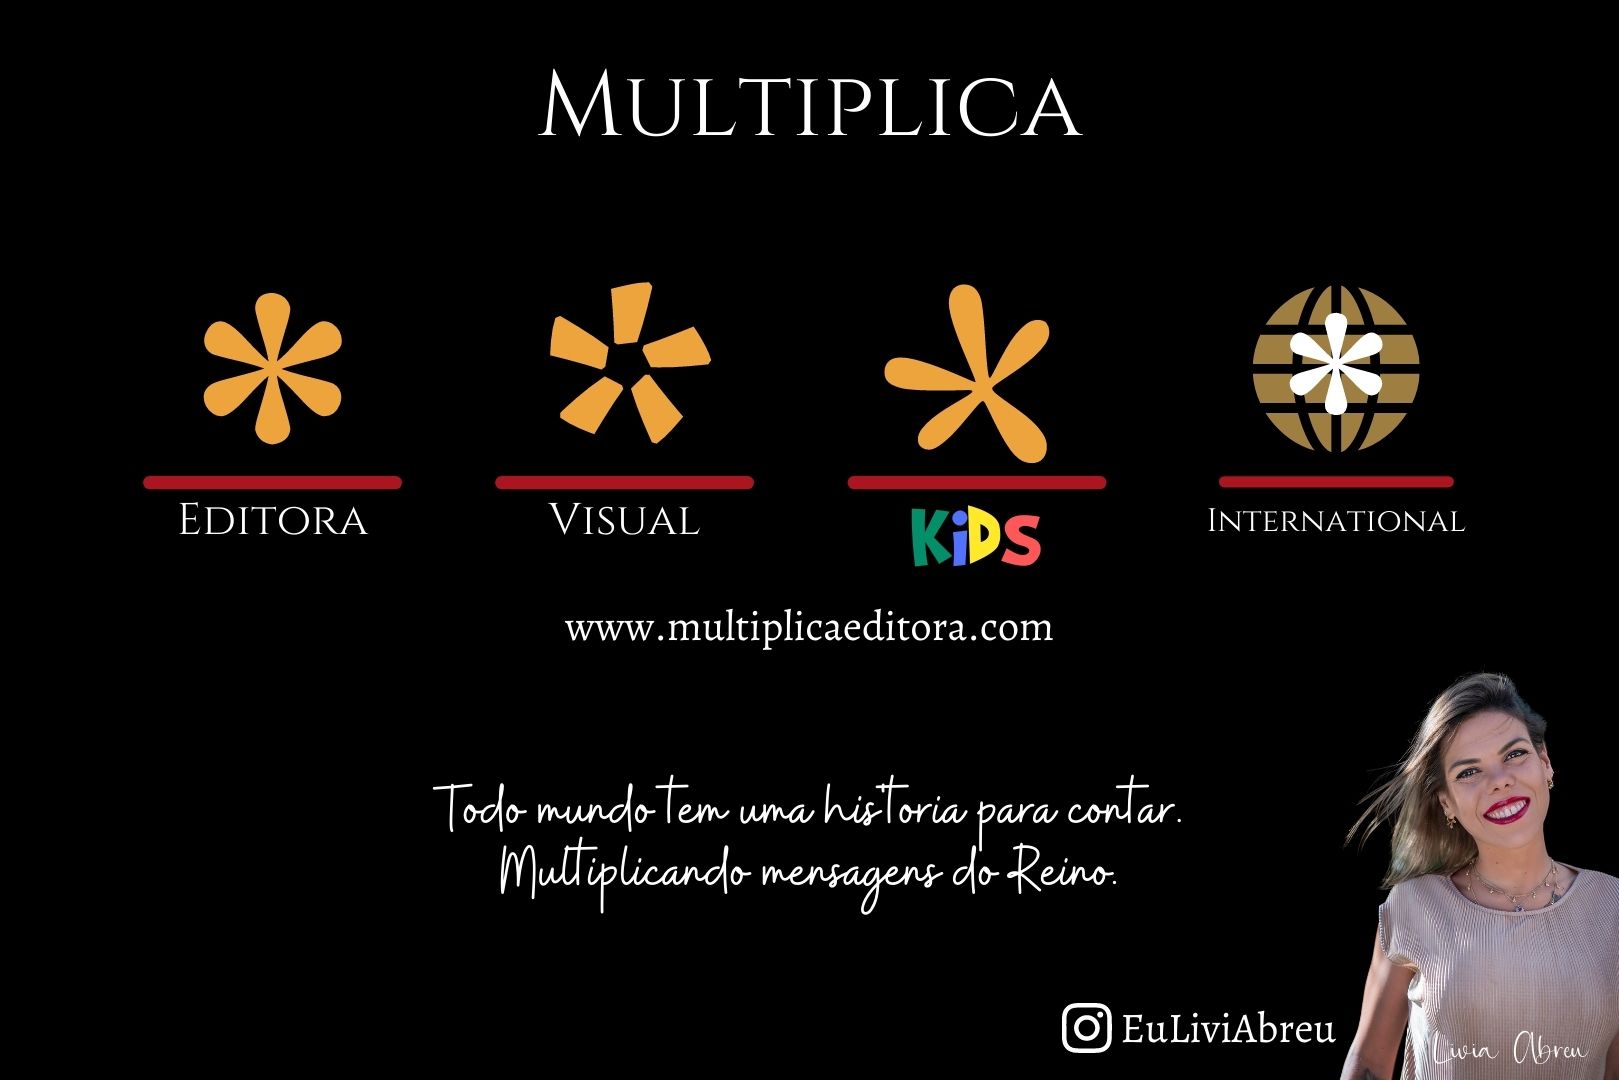 Multiplica
Editora
Visual
KiDS
International
www.multiplicaeditora.com
Todo mundo tem uma historia para contar.
Multiplicando mensagens do Reino.
EuLiviAbreu
Livia Abreu